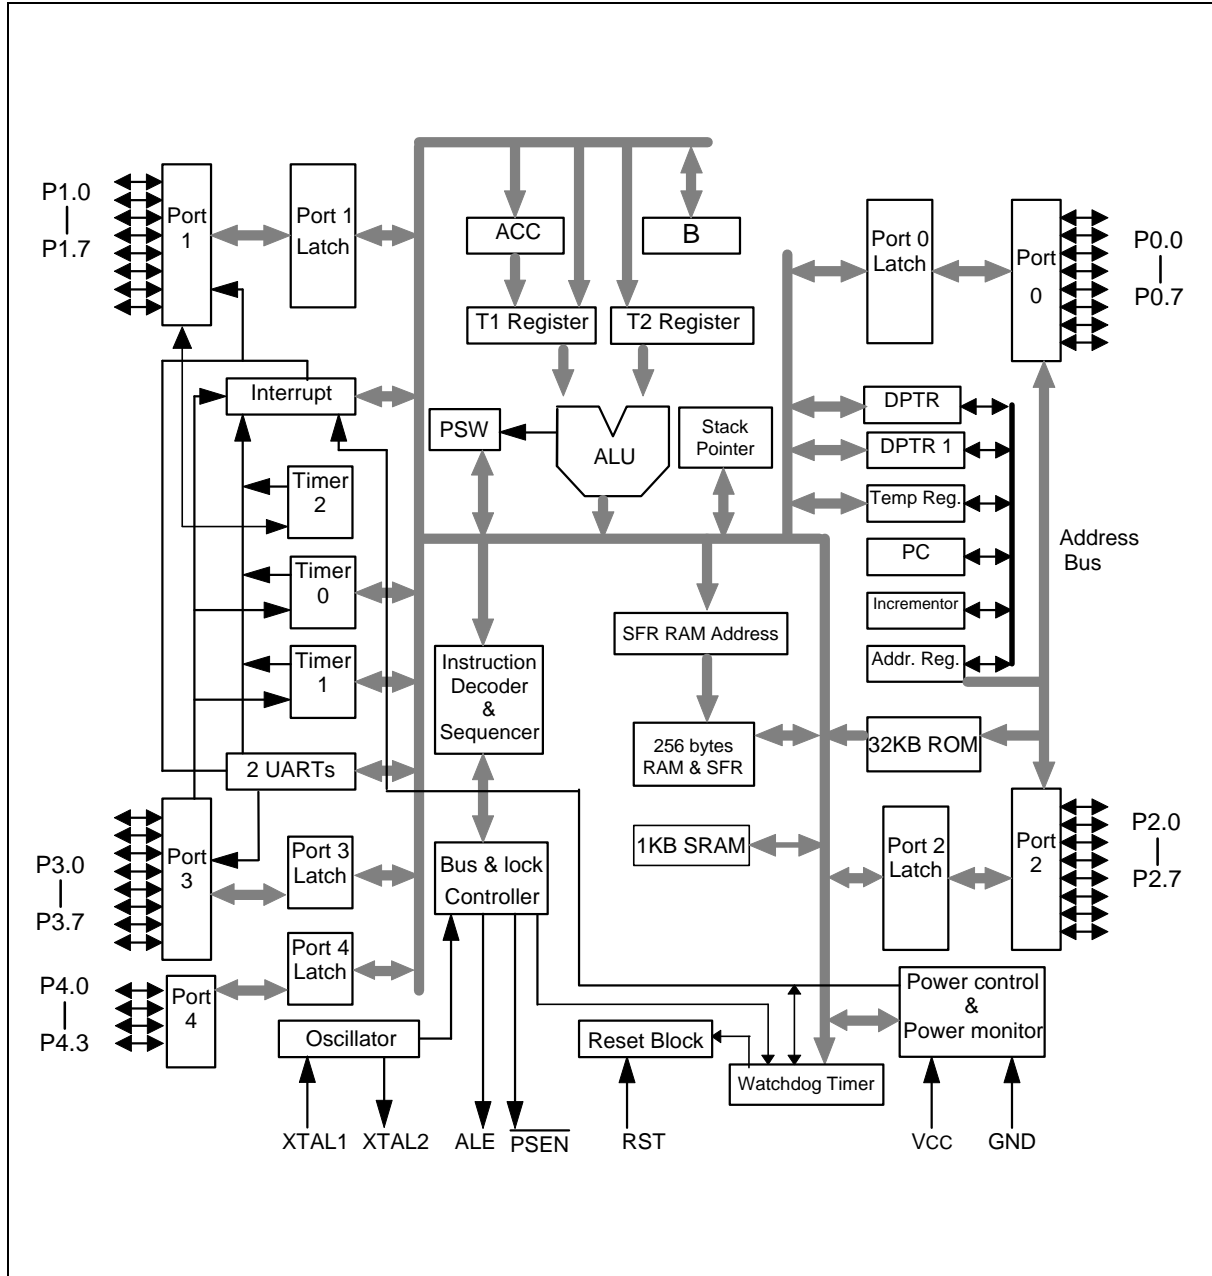 P1.0
P1.7
Port
1
Port 1
Latch
ACC
B
T1 Register
T2 Register
Port 0
Latch
Port
0
P0.0
P0.7
Interrupt
PSW
ALU
Stack
Pointer
DPTR
DPTR 1
Temp Reg.
PC
Incrementor
Addr. Reg.
Address
Bus
Timer
2
Timer
0
Timer
1
2 UARTs
Instruction
Decoder
&
Sequencer
SFR RAM Address
256 bytes
RAM & SFR
32KB ROM
1KB SRAM
P3.0
P3.7
Port
3
Port 3
Latch
Bus & lock
Controller
Port 2
Latch
Port
2
P2.0
P2.7
P4.0
P4.3
Port
4
Port 4
Latch
Oscillator
Reset Block
Watchdog Timer
Power control
&
Power monitor
XTAL1
XTAL2
ALE
PSEN
RST
VCC
GND